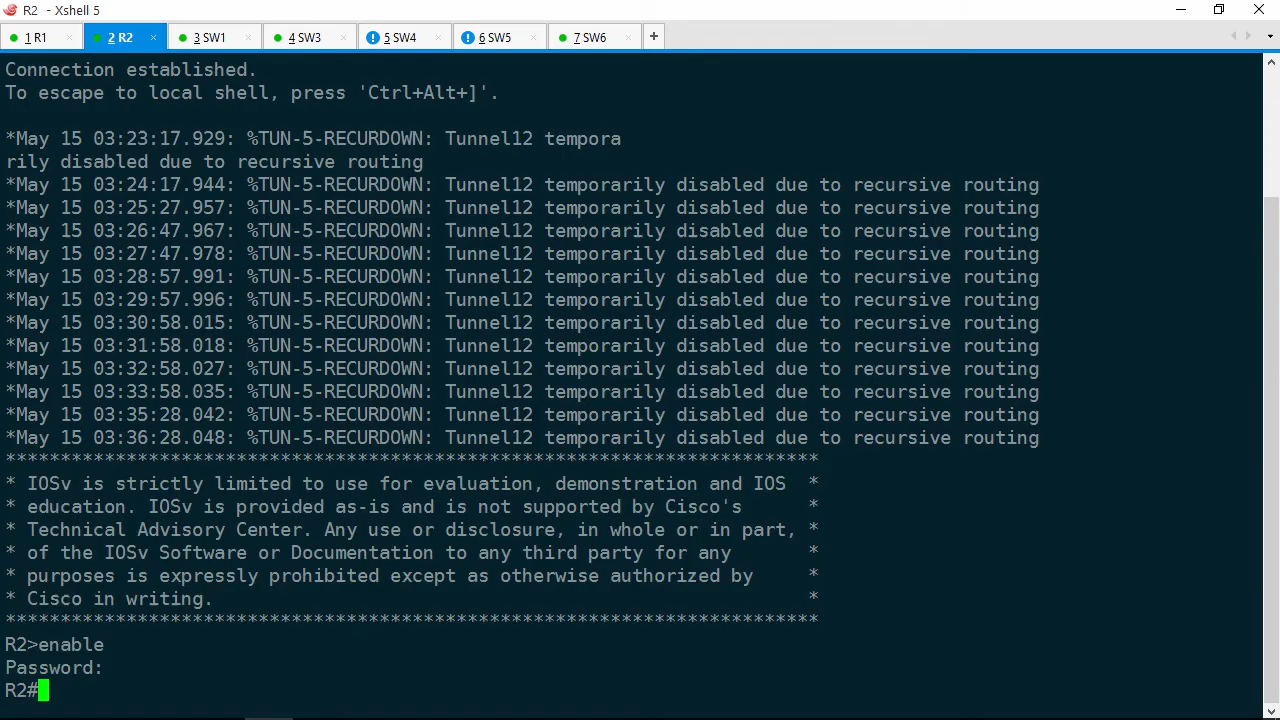 R2 - Xshell 5
1 R1 × 2 R2 × 3 SW1 × 4 SW3 × 5 SW4 × 6 SW5 × 7 SW6 × +
Connection established.
To escape to local shell, press 'Ctrl+Alt+]'.
*May 15 03:23:17.929: %TUN-5-RECURDOWN: Tunnel12 tempora
rily disabled due to recursive routing
*May 15 03:24:17.944: %TUN-5-RECURDOWN: Tunnel12 temporarily disabled due to recursive routing
*May 15 03:25:27.957: %TUN-5-RECURDOWN: Tunnel12 temporarily disabled due to recursive routing
*May 15 03:26:47.967: %TUN-5-RECURDOWN: Tunnel12 temporarily disabled due to recursive routing
*May 15 03:27:47.978: %TUN-5-RECURDOWN: Tunnel12 temporarily disabled due to recursive routing
*May 15 03:28:57.991: %TUN-5-RECURDOWN: Tunnel12 temporarily disabled due to recursive routing
*May 15 03:29:57.996: %TUN-5-RECURDOWN: Tunnel12 temporarily disabled due to recursive routing
*May 15 03:30:58.015: %TUN-5-RECURDOWN: Tunnel12 temporarily disabled due to recursive routing
*May 15 03:31:58.018: %TUN-5-RECURDOWN: Tunnel12 temporarily disabled due to recursive routing
*May 15 03:32:58.027: %TUN-5-RECURDOWN: Tunnel12 temporarily disabled due to recursive routing
*May 15 03:33:58.035: %TUN-5-RECURDOWN: Tunnel12 temporarily disabled due to recursive routing
*May 15 03:35:28.042: %TUN-5-RECURDOWN: Tunnel12 temporarily disabled due to recursive routing
*May 15 03:36:28.048: %TUN-5-RECURDOWN: Tunnel12 temporarily disabled due to recursive routing
**************************************************************************
* IOSv is strictly limited to use for evaluation, demonstration and IOS  *
* education. IOSv is provided as-is and is not supported by Cisco's      *
* Technical Advisory Center. Any use or disclosure, in whole or in part, *
* of the IOSv Software or Documentation to any third party for any       *
* purposes is expressly prohibited except as otherwise authorized by     *
* Cisco in writing.                                                      *
**************************************************************************
R2>enable
Password:
R2#